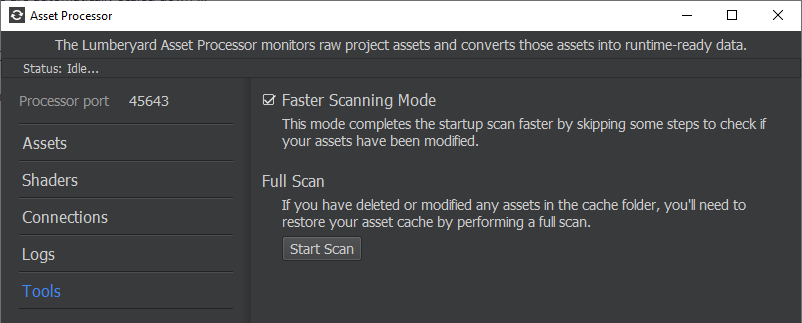 Asset Processor
The Lumberyard Asset Processor monitors raw project assets and converts those assets into runtime-ready data.
Status: Idle...
Processor port 45643
Assets
Shaders
Connections
Logs
Tools
Faster Scanning Mode
This mode completes the startup scan faster by skipping some steps to check if
your assets have been modified.
Full Scan
If you have deleted or modified any assets in the cache folder, you'll need to
restore your asset cache by performing a full scan.
Start Scan